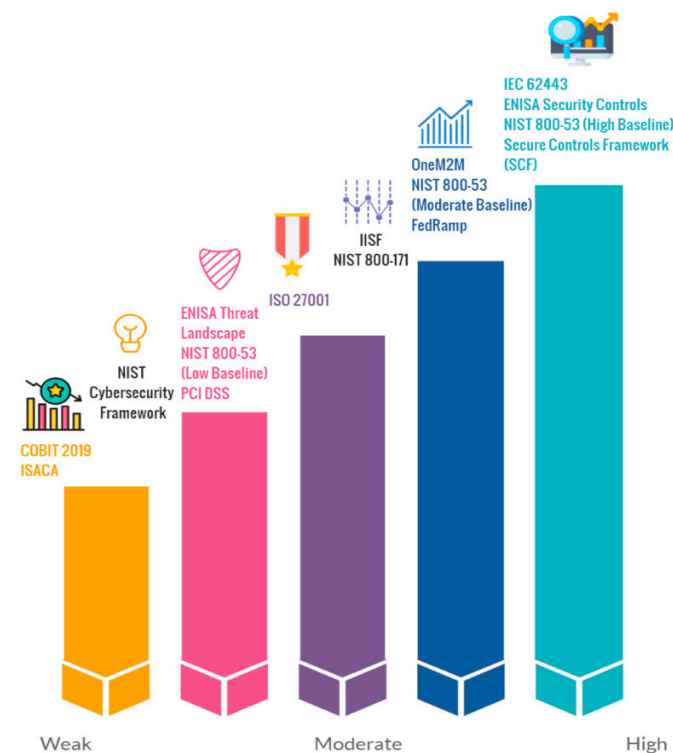 IEC 62443
ENISA Security Controls
NIST 800-53 (High Baseline)
Secure Controls Framework
(SCF)
OneM2M
NIST 800-53
(Moderate Baseline)
FedRamp
IISF
NIST 800-171
ISO 27001
ENISA Threat
Landscape
NIST 800-53
(Low Baseline)
PCI DSS
NIST
Cybersecurity
Framework
COBIT 2019
ISACA
Weak
Moderate
High